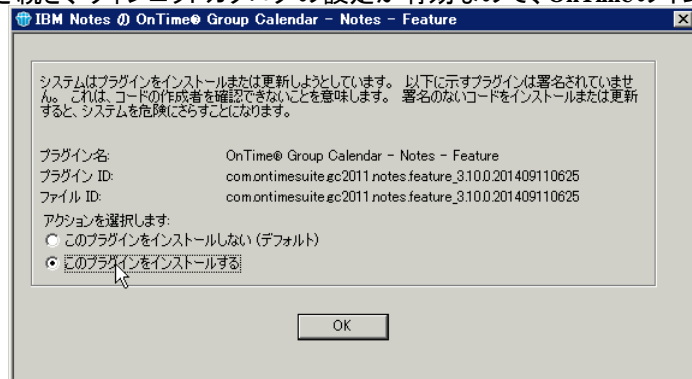 IBM Notes の OnTime® Group Calendar - Notes - Feature
システムはプラグインをインストールまたは更新しようとしています。 以下に示すプラグインは署名されていませ
ん。 これは、コードの作成者を確認できないことを意味します。 署名のないコードをインストールまたは更新
すると、システムを危険にさらすことになります。
プラグイン名: OnTime® Group Calendar - Notes - Feature
プラグイン ID: com.ontimesuite.gc2011.notes.feature_3.10.0.201409110625
ファイル ID: com.ontimesuite.gc2011.notes.feature_3.10.0.201409110625
アクションを選択します:
このプラグインをインストールしない (デフォルト)
このプラグインをインストールする
OK